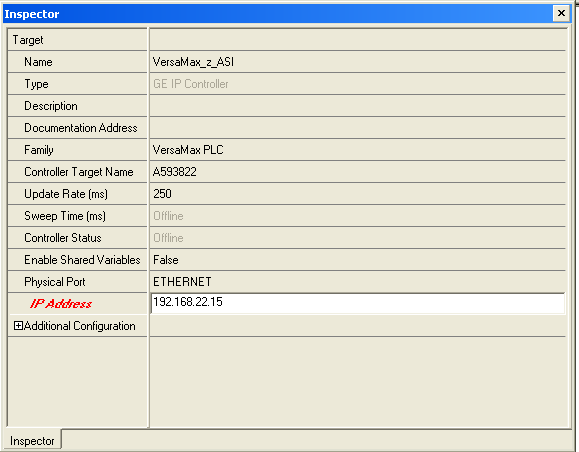 Inspector
Target
Name VersaMax_z_ASI
Type GE IP Controller
Description
Documentation Address
Family VersaMax PLC
Controller Target Name A593822
Update Rate (ms) 250
Sweep Time (ms) Offline
Controller Status Offline
Enable Shared Variables False
Physical Port ETHERNET
IP Address 192.168.22.15
Additional Configuration
Inspector